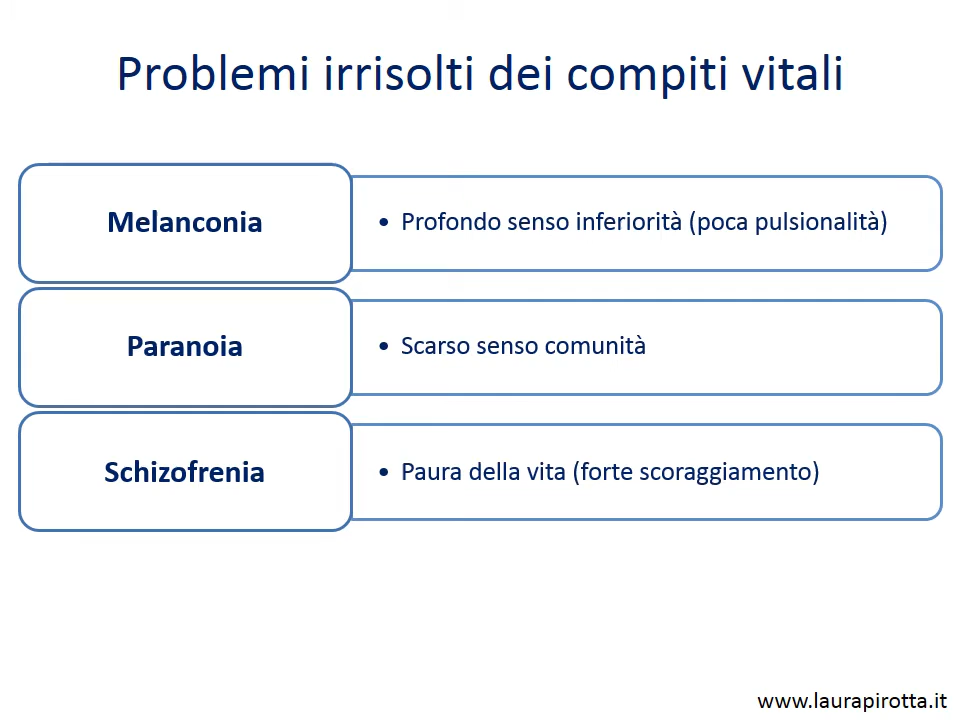 Problemi irrisolti dei compiti vitali
Melanconia
• Profondo senso inferiorità (poca pulsionalità)
Paranoia
• Scarso senso comunità
Schizofrenia
• Paura della vita (forte scoraggiamento)
www.laurapirotta.it